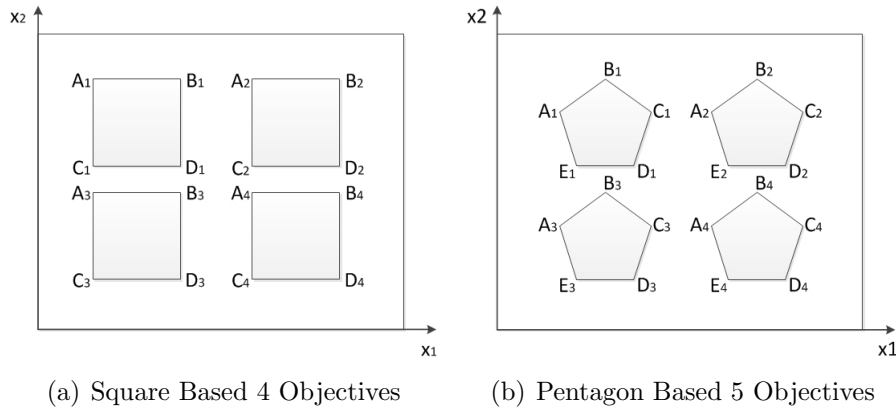 x2
x2
A1 B1 A2 B2
B1 B2
A1 C1 A2 C2
C1 D1 C2 D2
E1 D1 E2 D2
A3 B3 A4 B4
B3 B4
A3 C3 A4 C4
C3 D3 C4 D4
E3 D3 E4 D4
x1
x1
(a) Square Based 4 Objectives
(b) Pentagon Based 5 Objectives